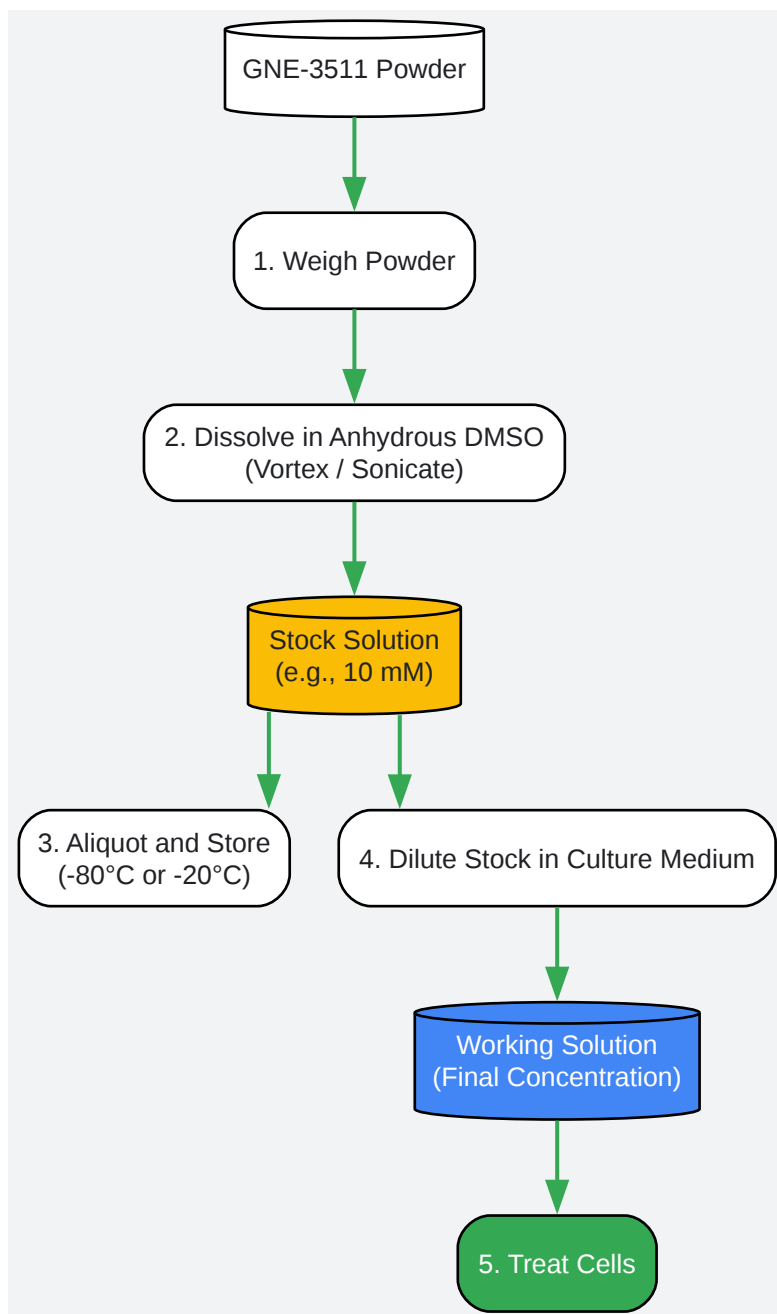 GNE-3511 Powder
1. Weigh Powder
2. Dissolve in Anhydrous DMSO
(Vortex / Sonicate)
Stock Solution
(e.g., 10 mM)
3. Aliquot and Store
(-80°C or -20°C)
4. Dilute Stock in Culture Medium
Working Solution
(Final Concentration)
5. Treat Cells